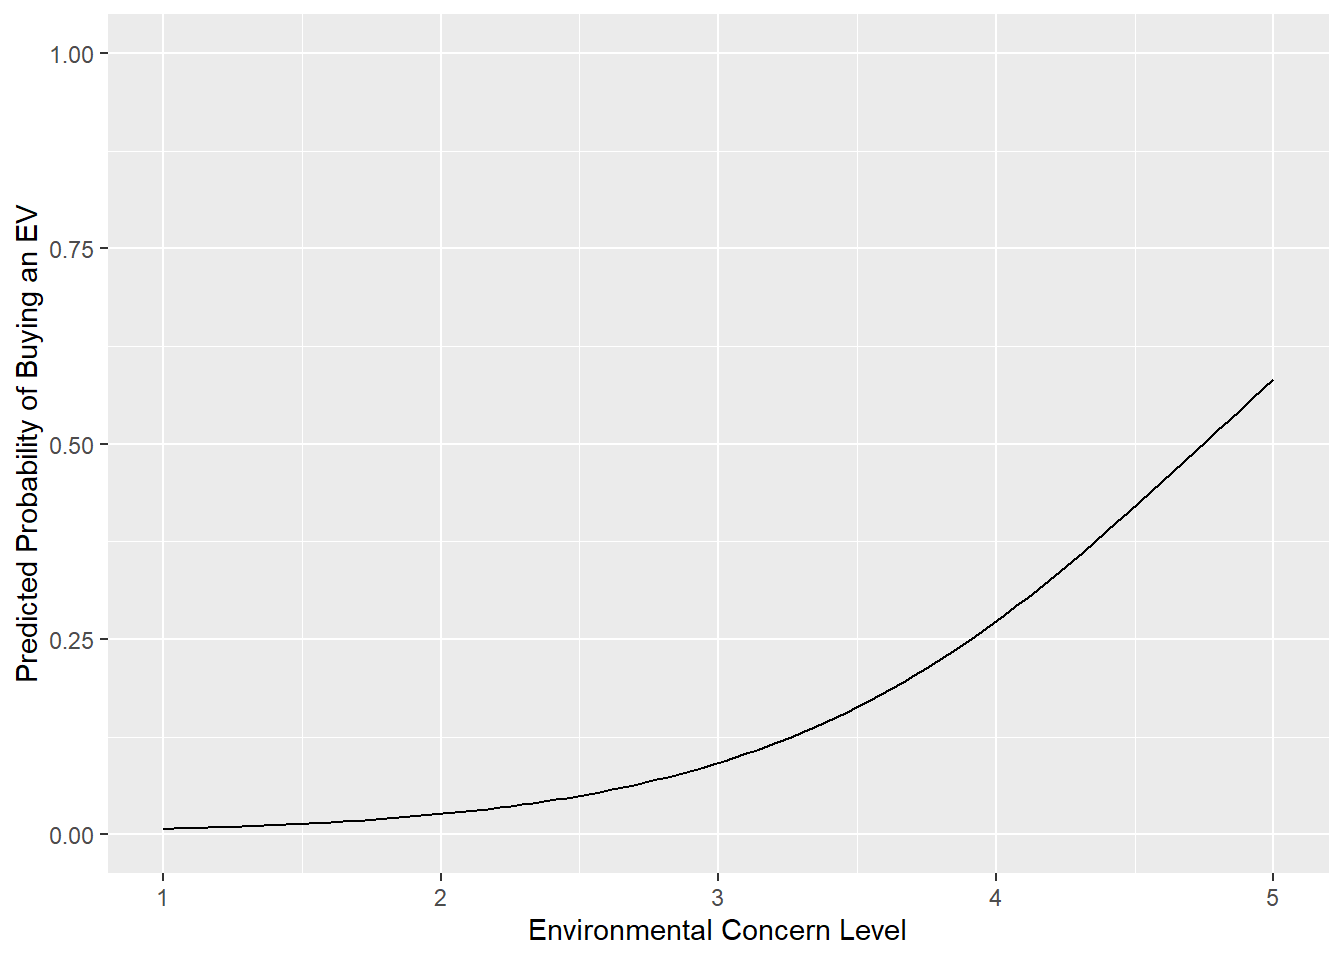 Predicted Probability of Buying an EV
1.00
0.75
0.50
0.25
0.00
1 2 3 4 5
Environmental Concern Level